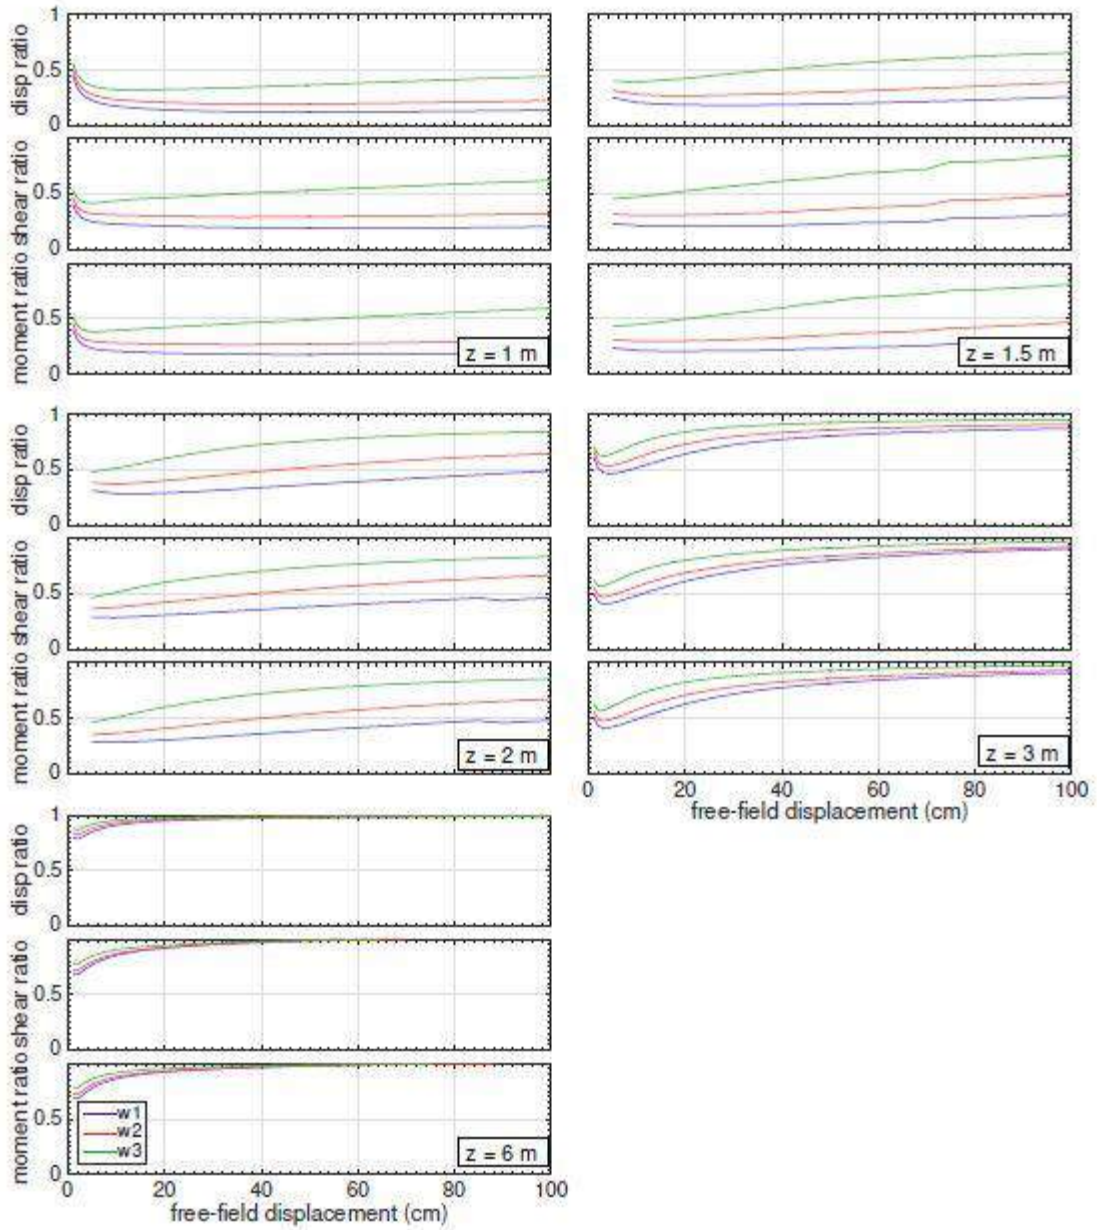 disp ratio
1
0.5
0
shear ratio
0.5
0
moment ratio
0.5
0
z = 1 m
z = 1.5 m
disp ratio
1
0.5
0
shear ratio
0.5
0
moment ratio
0.5
0
z = 2 m
z = 3 m
0 20 40 60 80 100
free-field displacement (cm)
disp ratio
1
0.5
0
shear ratio
0.5
0
moment ratio
0.5
0
w1
w2
w3
z = 6 m
0 20 40 60 80 100
free-field displacement (cm)